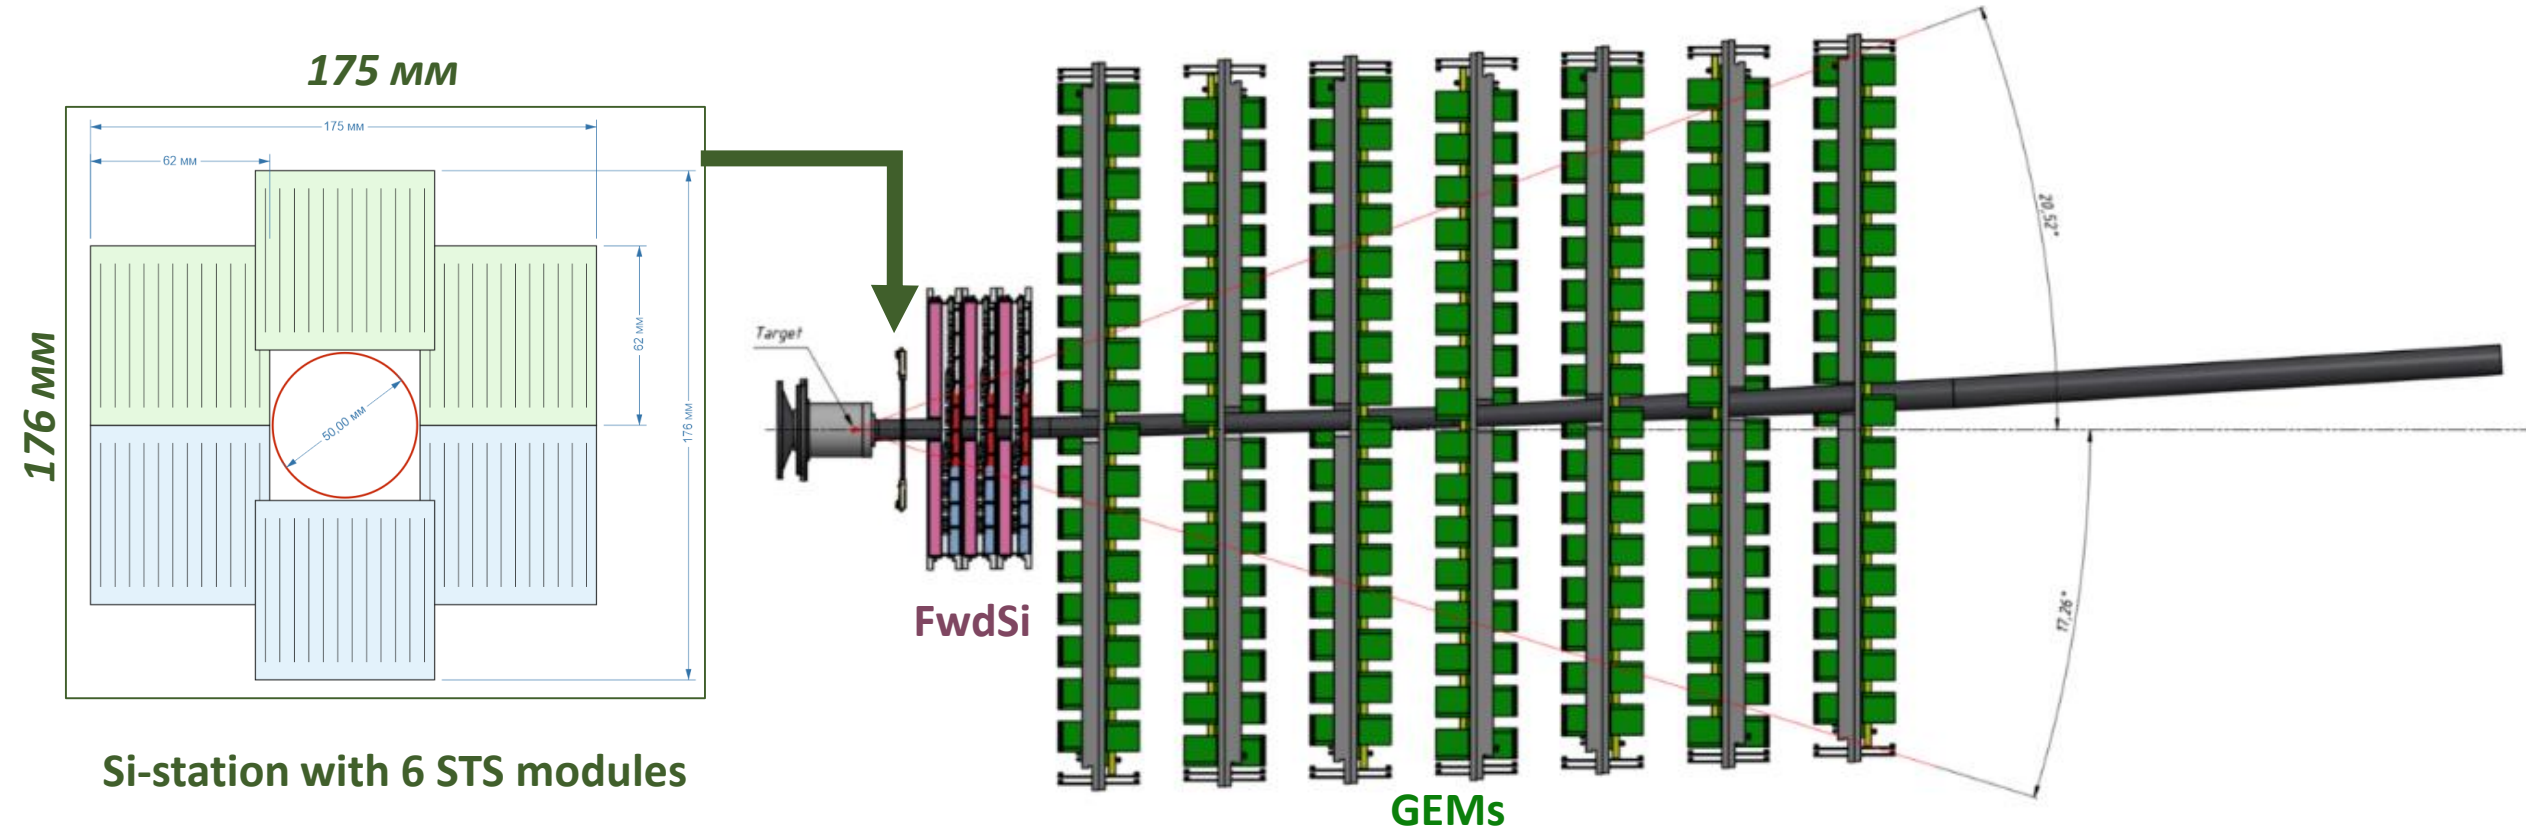 175 мм
175 мм
62 мм
62 мм
176 мм
50,00 мм
176 мм
Si-station with 6 STS modules
Target
FwdSi
GEMs
20,52°
17,26°